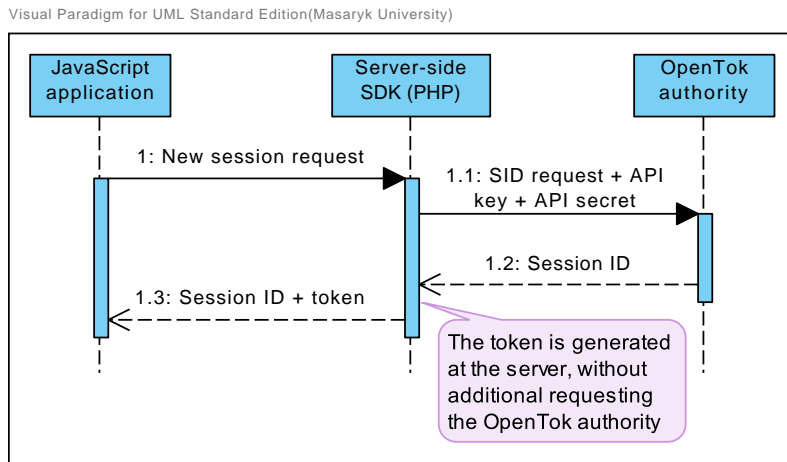 Visual Paradigm for UML Standard Edition(Masaryk University)
JavaScript
application
Server-side
SDK (PHP)
OpenTok
authority
1: New session request
1.1: SID request + API
key + API secret
1.2: Session ID
1.3: Session ID + token
The token is generated
at the server, without
additional requesting
the OpenTok authority